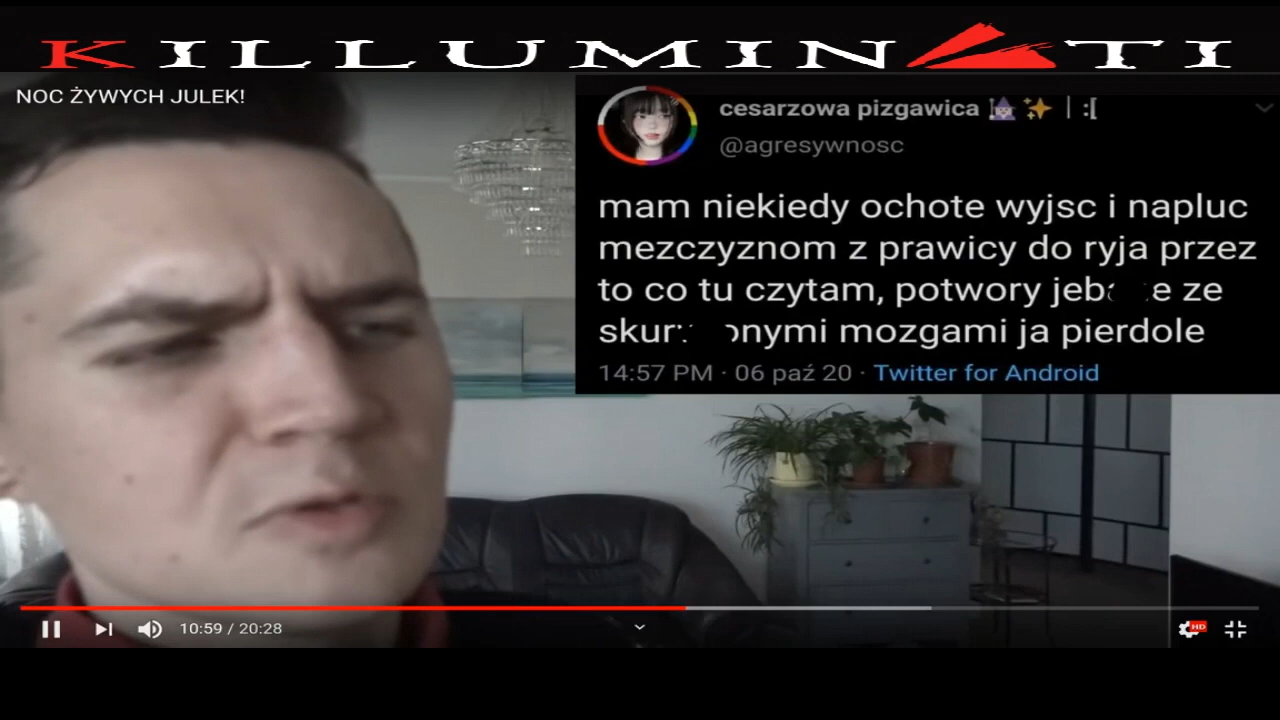 KILLUMINATI
NOC ŻYWYCH JULEK!
cesarzowa pizgawica | :[
@agresywnosc
mam niekiedy ochote wyjsc i napluc
mezczyznom z prawicy do ryja przez
to co tu czytam, potwory ze
mozgami ja pierdole
14:57 PM · 06 paź 20 · Twitter for Android
10:59 / 20:28
HD